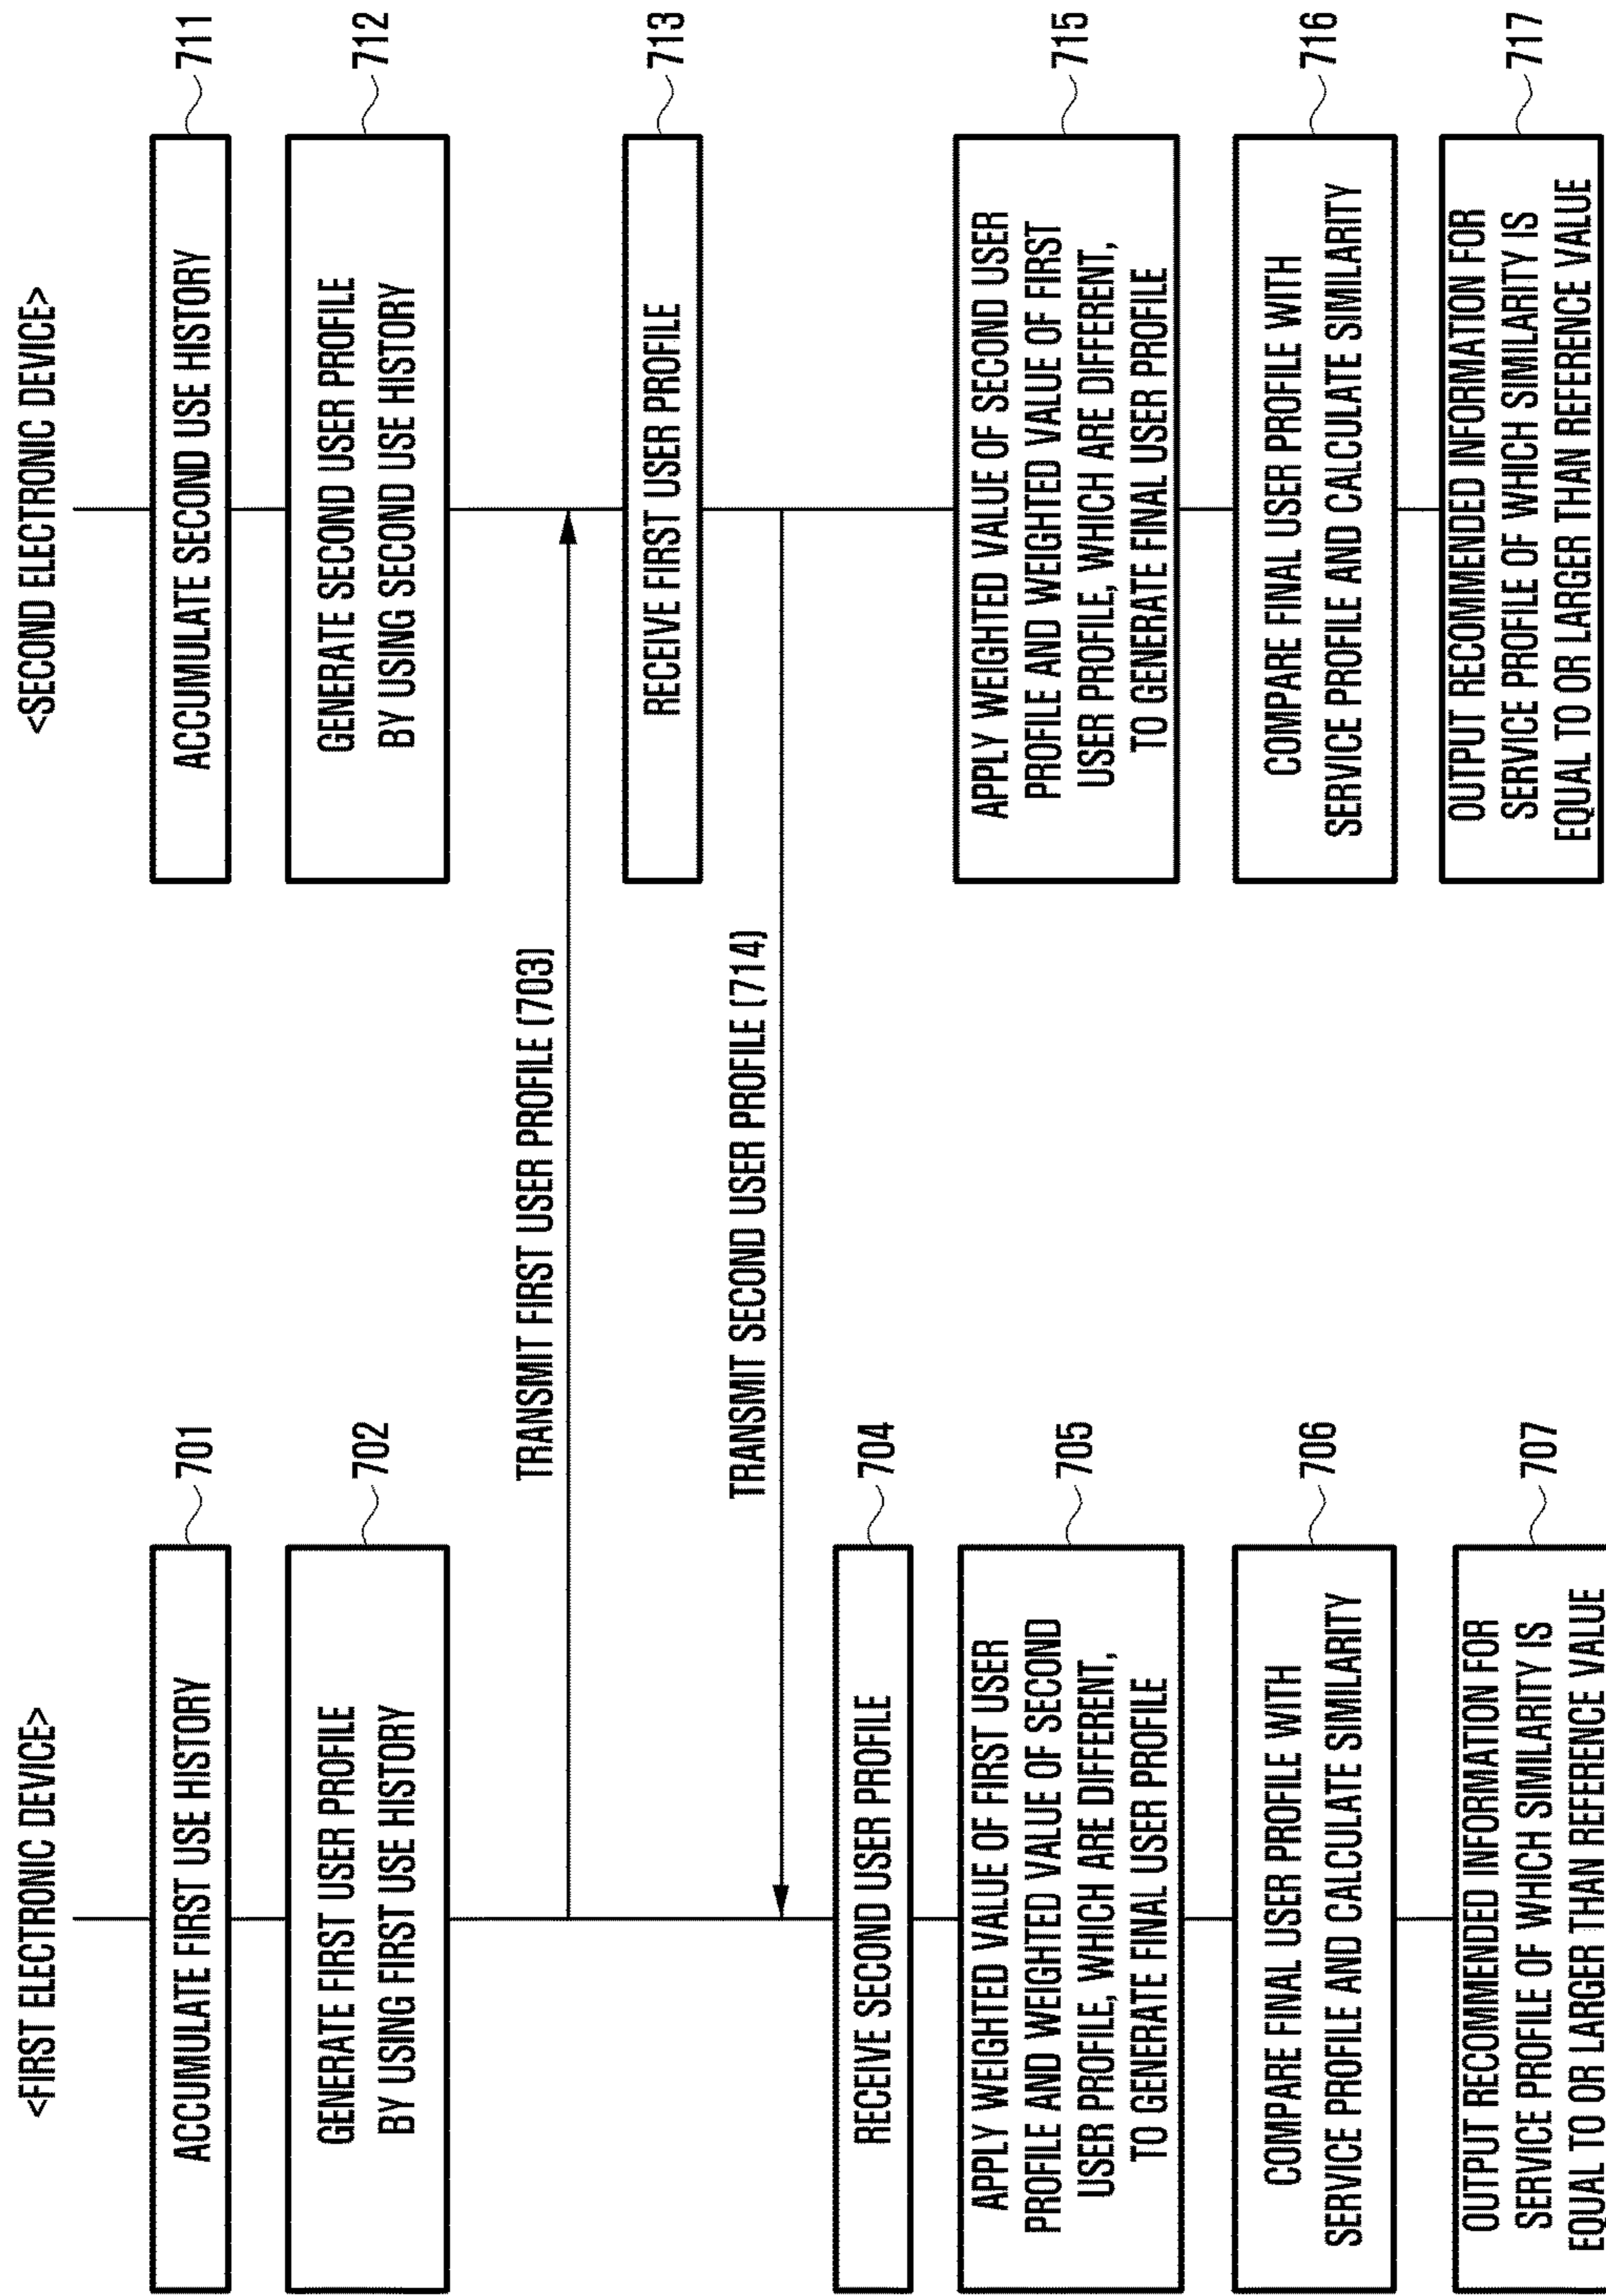 <FIRST ELECTRONIC DEVICE>
<SECOND ELECTRONIC DEVICE>
ACCUMULATE FIRST USE HISTORY
701
ACCUMULATE SECOND USE HISTORY
711
GENERATE FIRST USER PROFILE
BY USING FIRST USE HISTORY
702
GENERATE SECOND USER PROFILE
BY USING SECOND USE HISTORY
712
TRANSMIT FIRST USER PROFILE (703)
RECEIVE FIRST USER PROFILE
713
TRANSMIT SECOND USER PROFILE (714)
RECEIVE SECOND USER PROFILE
704
APPLY WEIGHTED VALUE OF FIRST USER
PROFILE AND WEIGHTED VALUE OF SECOND
USER PROFILE, WHICH ARE DIFFERENT,
TO GENERATE FINAL USER PROFILE
705
APPLY WEIGHTED VALUE OF SECOND USER
PROFILE AND WEIGHTED VALUE OF FIRST
USER PROFILE, WHICH ARE DIFFERENT,
TO GENERATE FINAL USER PROFILE
715
COMPARE FINAL USER PROFILE WITH
SERVICE PROFILE AND CALCULATE SIMILARITY
706
COMPARE FINAL USER PROFILE WITH
SERVICE PROFILE AND CALCULATE SIMILARITY
716
OUTPUT RECOMMENDED INFORMATION FOR
SERVICE PROFILE OF WHICH SIMILARITY IS
EQUAL TO OR LARGER THAN REFERENCE VALUE
707
OUTPUT RECOMMENDED INFORMATION FOR
SERVICE PROFILE OF WHICH SIMILARITY IS
EQUAL TO OR LARGER THAN REFERENCE VALUE
717